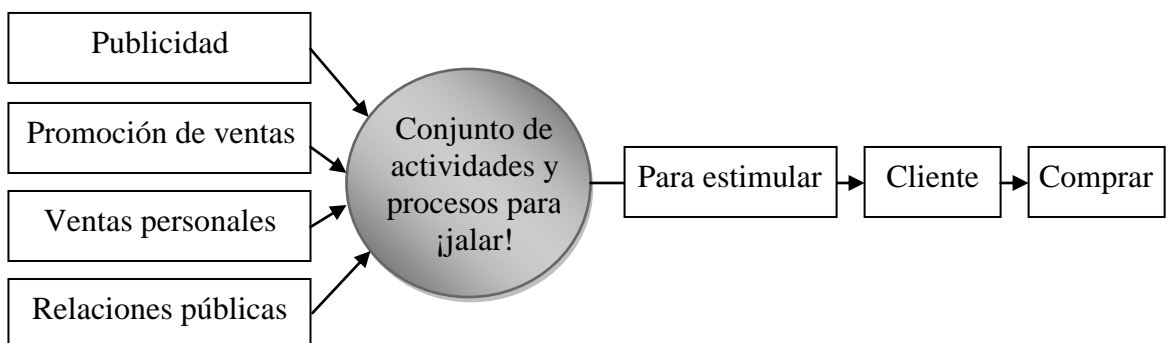 Publicidad
Promoción de ventas
Ventas personales
Relaciones públicas
Conjunto de
actividades y
procesos para
¡jalar!
Para estimular
Cliente
Comprar